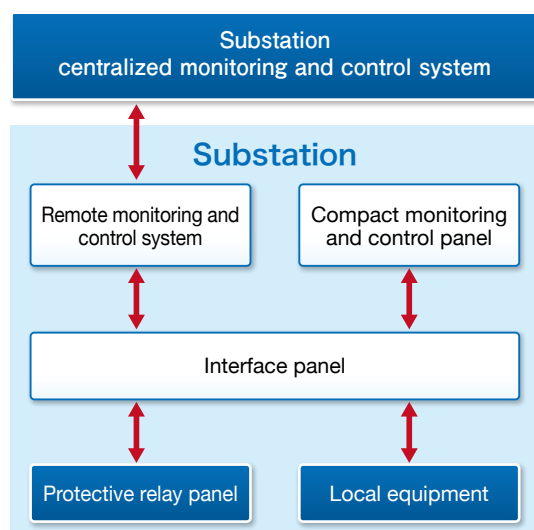 Substation
centralized monitoring and control system
Substation
Remote monitoring and
control system
Compact monitoring
and control panel
Interface panel
Protective relay panel
Local equipment